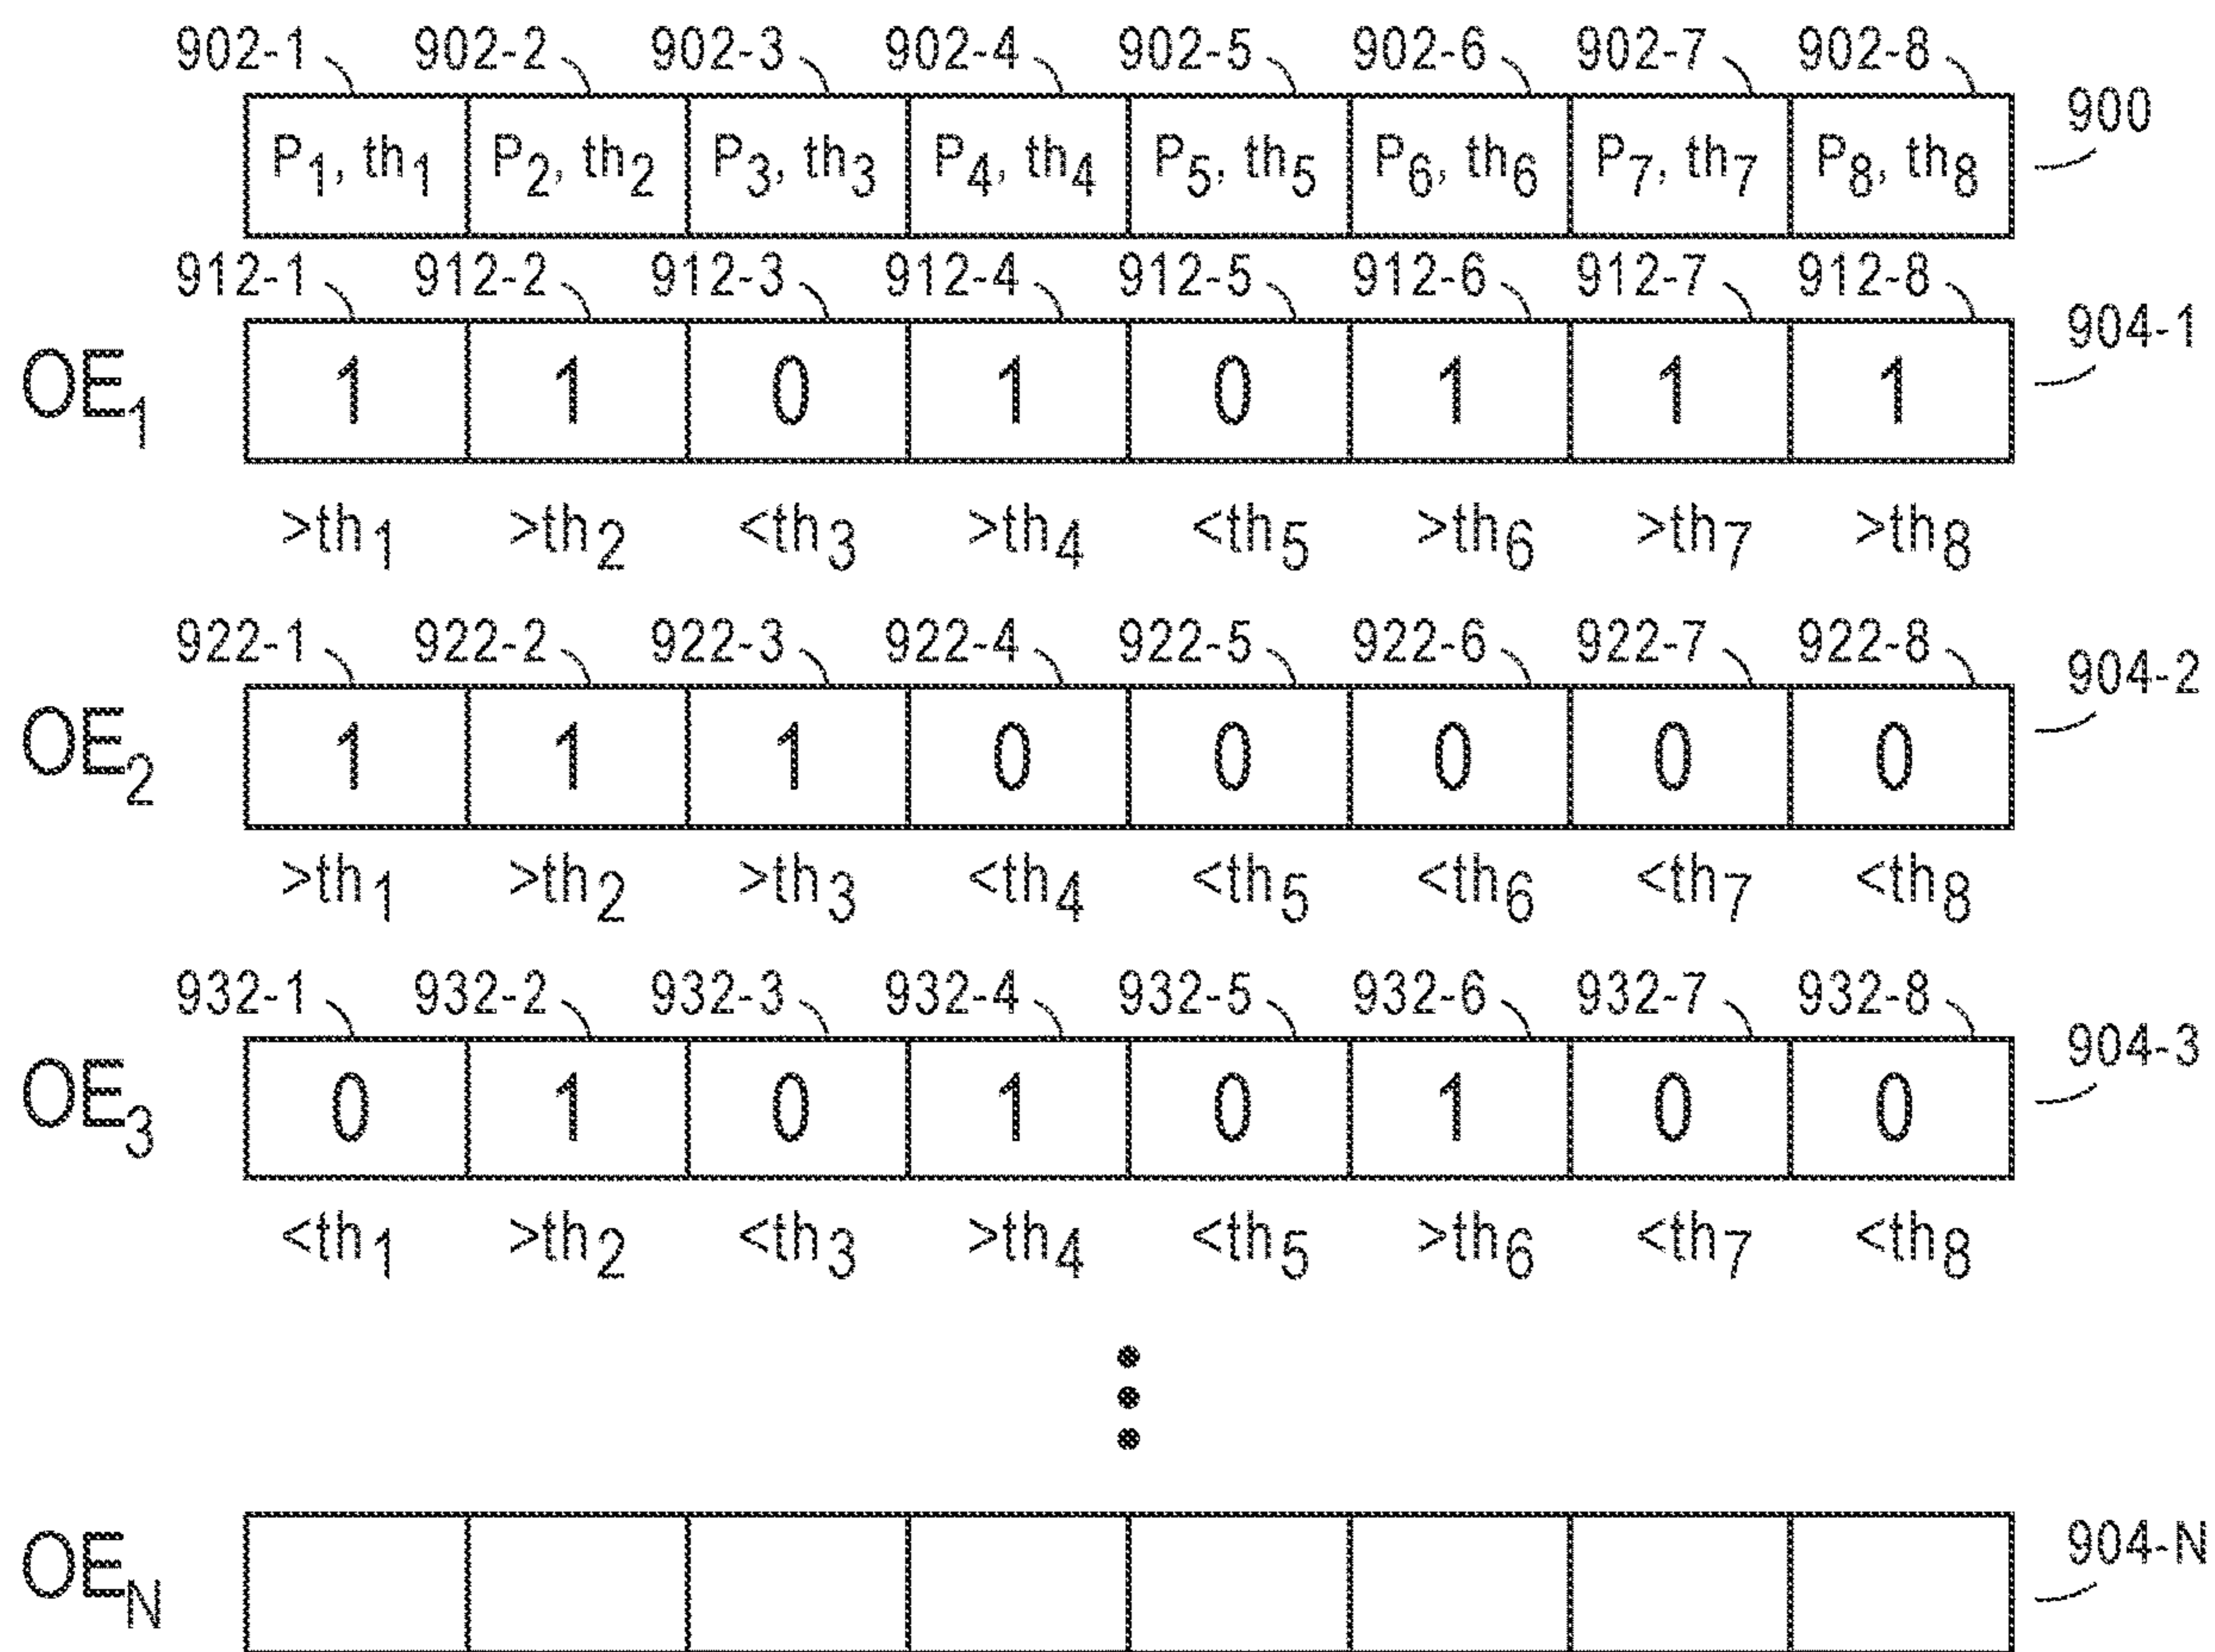 902-1 902-2 902-3 902-4 902-5 902-6 902-7 902-8
P1, th1 P2, th2 P3, th3 P4, th4 P5, th5 P6, th6 P7, th7 P8, th8 900
912-1 912-2 912-3 912-4 912-5 912-6 912-7 912-8
OE1 1 1 0 1 0 1 1 1 904-1
>th1 >th2 <th3 >th4 <th5 >th6 >th7 >th8
922-1 922-2 922-3 922-4 922-5 922-6 922-7 922-8
OE2 1 1 1 0 0 0 0 0 904-2
>th1 >th2 >th3 <th4 <th5 <th6 <th7 <th8
932-1 932-2 932-3 932-4 932-5 932-6 932-7 932-8
OE3 0 1 0 1 0 1 0 0 904-3
<th1 >th2 <th3 >th4 <th5 >th6 <th7 <th8
OEN 904-N